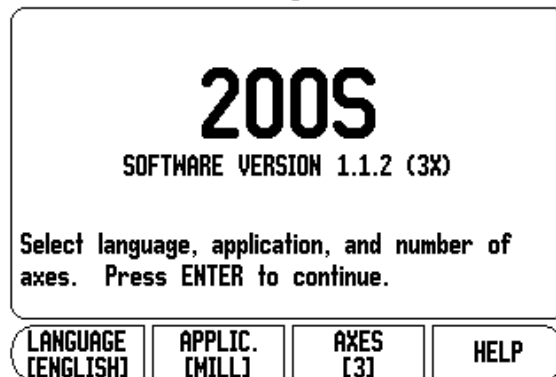 200S
SOFTWARE VERSION 1.1.2 (3X)
Select language, application, and number of
axes. Press ENTER to continue.
LANGUAGE
[ENGLISH]
APPLIC.
[MILL]
AXES
[3]
HELP